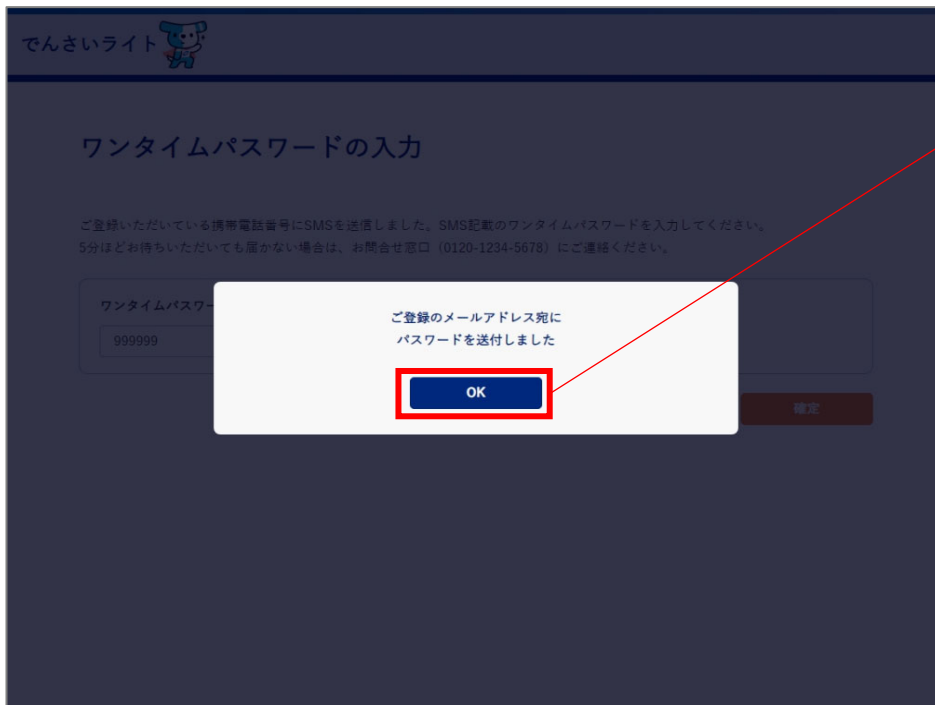 でんさいライト
ワンタイムパスワードの入力
ご登録いただいている携帯電話番号にSMSを送信しました。SMS記載のワンタイムパスワードを入力してください。
5分ほどお待ちいただいても届かない場合は、お問合せ窓口（0120-1234-5678）にご連絡ください。
ワンタイムパスワー
999999
ご登録のメールアドレス宛に
パスワードを送付しました
OK
確定